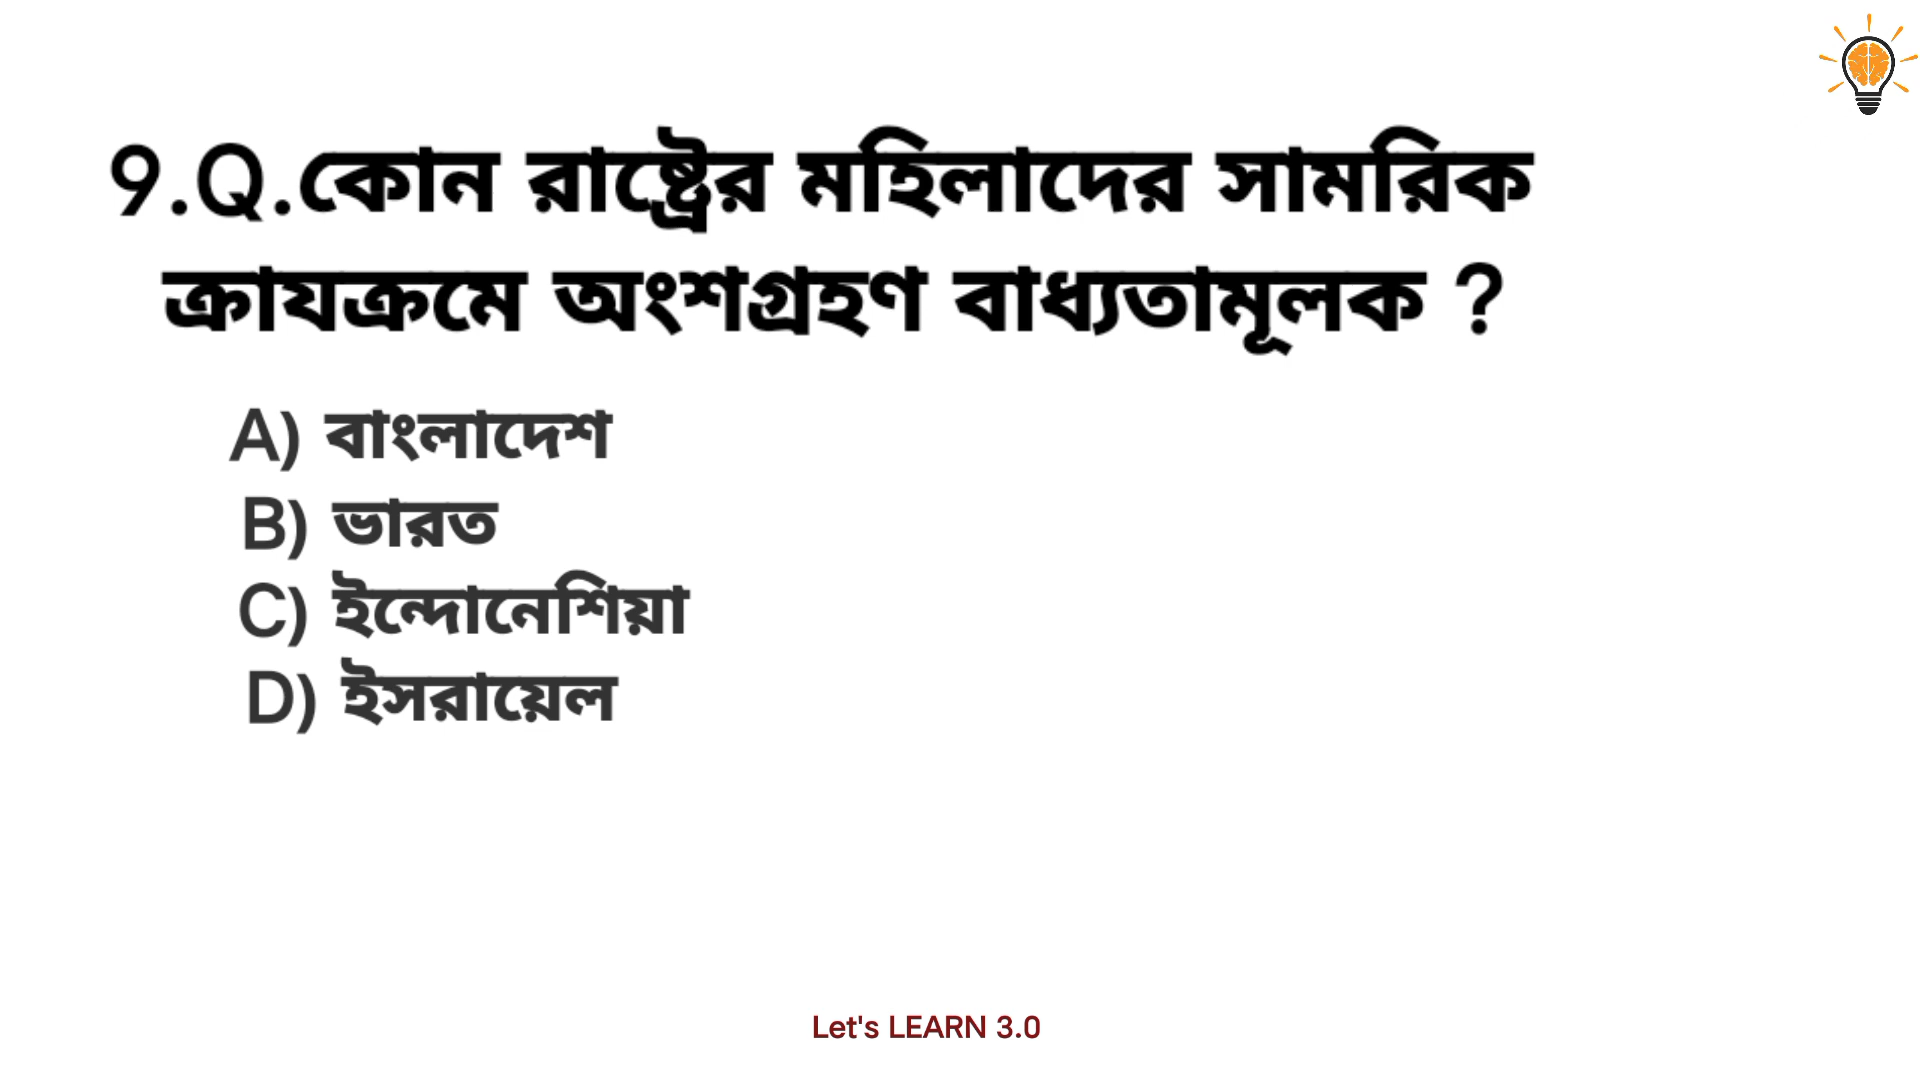 9.Q.কোন রাষ্ট্রের মহিলাদের সামরিক
ক্রাযক্রমে অংশগ্রহণ বাধ্যতামূলক ?
A) বাংলাদেশ
B) ভারত
C) ইন্দোনেশিয়া
D) ইসরায়েল
Let's LEARN 3.0